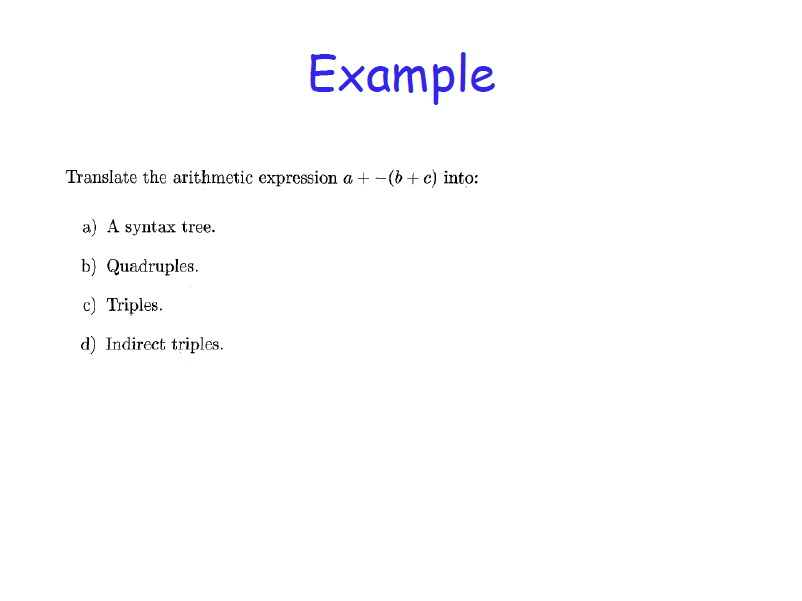 Example
Translate the arithmetic expression a + −(b + c) into:
a) A syntax tree.
b) Quadruples.
c) Triples.
d) Indirect triples.